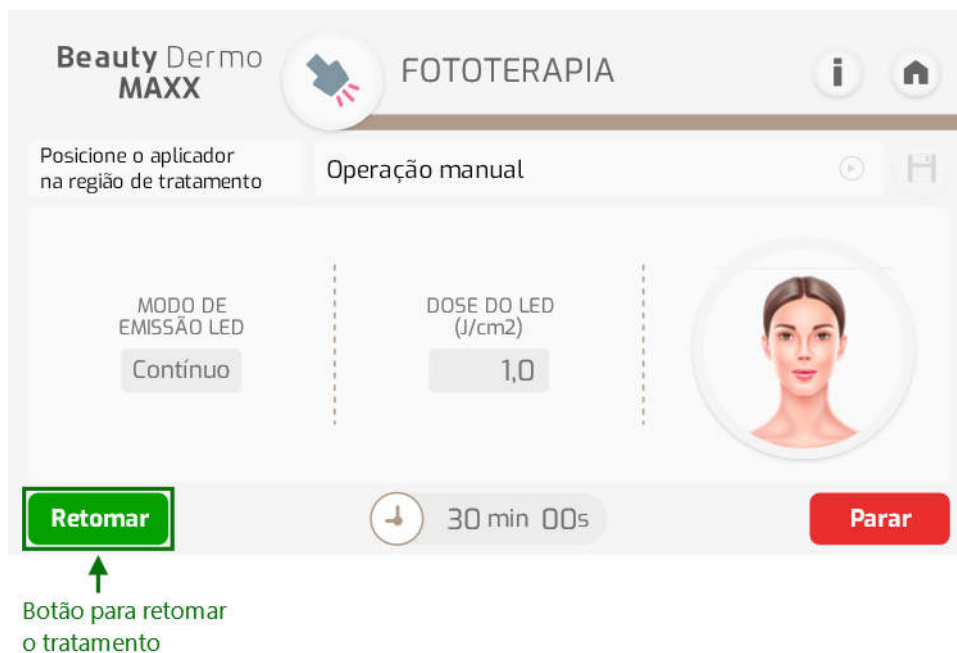 Beauty Dermo
MAXX
FOTOTERAPIA
i
Posicione o aplicador
na região de tratamento
Operação manual
MODO DE
EMISSÃO LED
Contínuo
DOSE DO LED
(J/cm2)
1,0
Retomar
30 min 00s
Parar
Botão para retomar
o tratamento